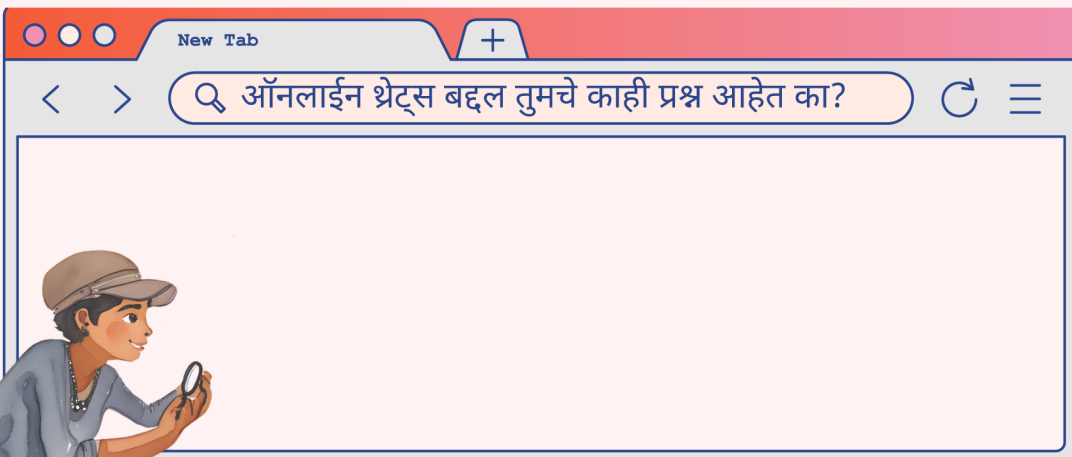 New Tab
ऑनलाईन थ्रेट्स बद्दल तुमचे काही प्रश्न आहेत का?